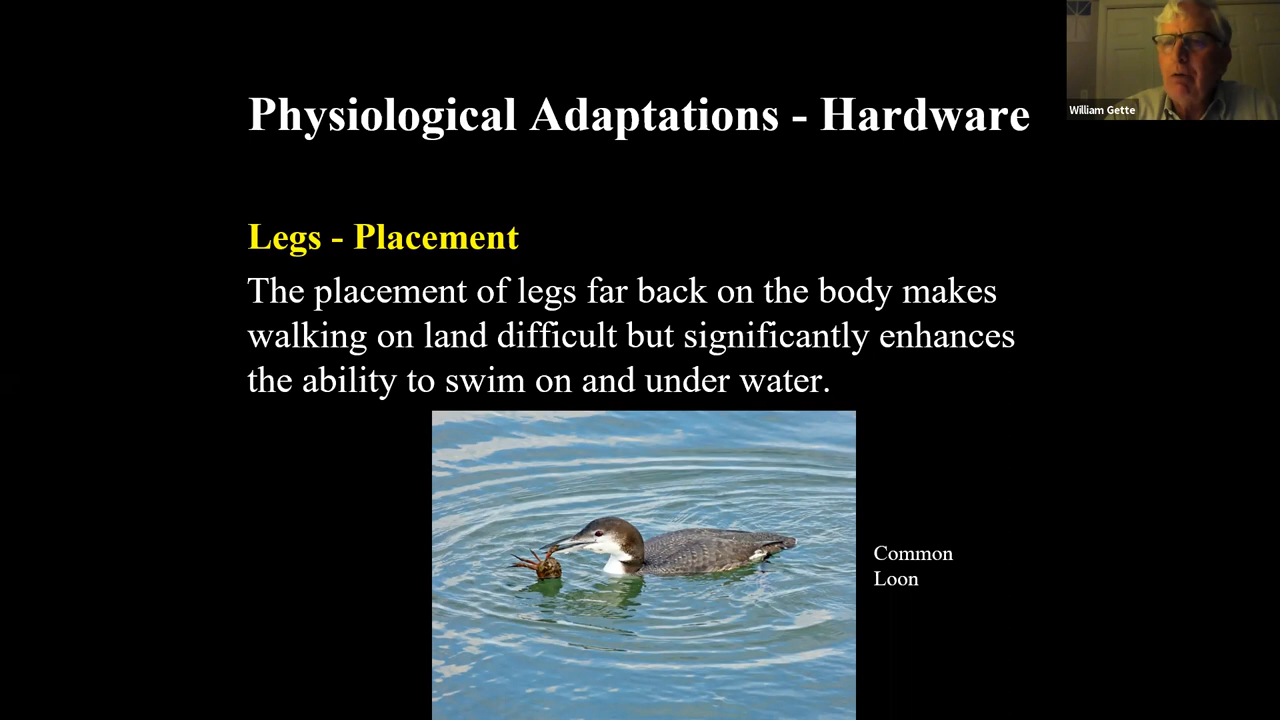 Physiological Adaptations - Hardware
William Gette
Legs - Placement
The placement of legs far back on the body makes
walking on land difficult but significantly enhances
the ability to swim on and under water.
Common
Loon